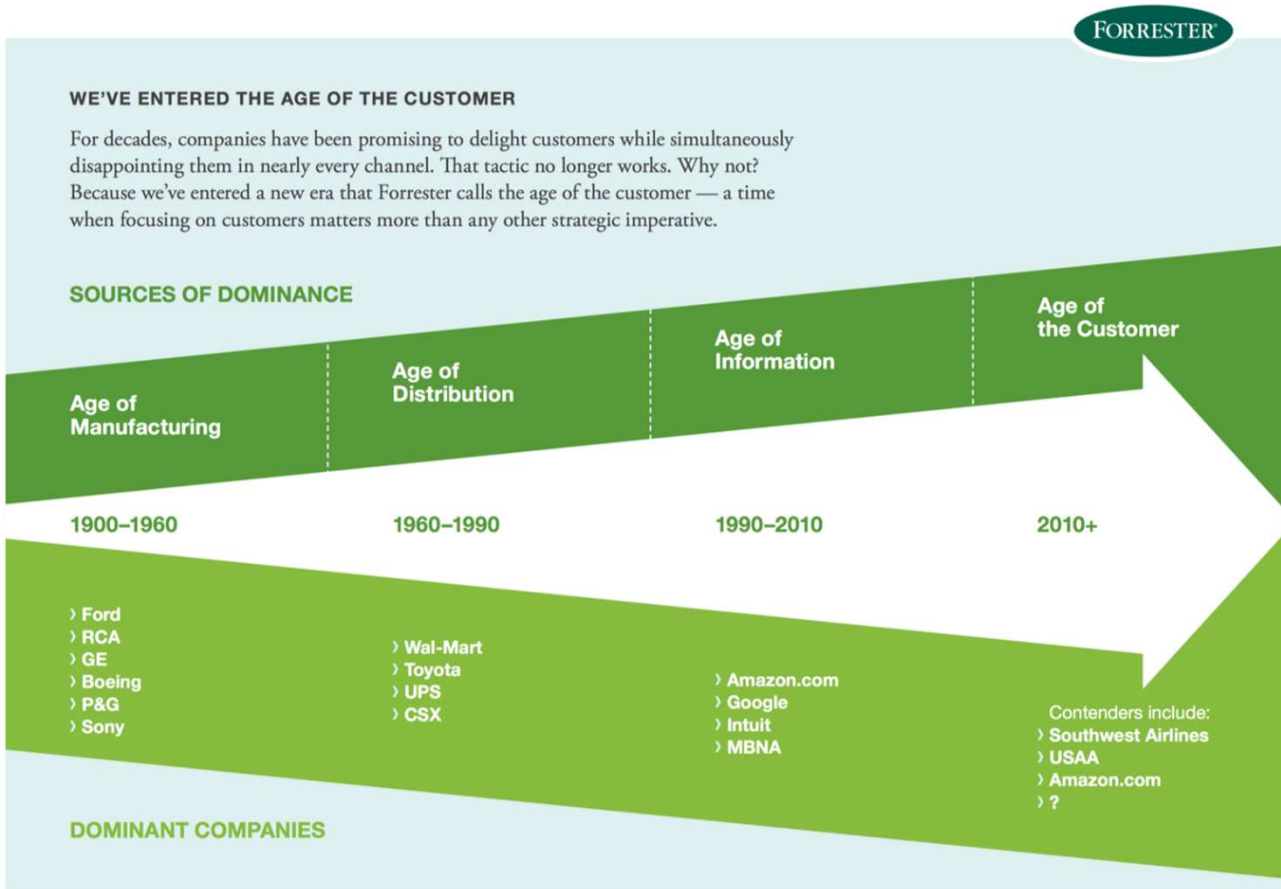 FORRESTER®
WE'VE ENTERED THE AGE OF THE CUSTOMER
For decades, companies have been promising to delight customers while simultaneously
disappointing them in nearly every channel. That tactic no longer works. Why not?
Because we've entered a new era that Forrester calls the age of the customer — a time
when focusing on customers matters more than any other strategic imperative.
SOURCES OF DOMINANCE
Age of
Manufacturing
Age of
Distribution
Age of
Information
Age of
the Customer
1900–1960
1960–1990
1990–2010
2010+
› Ford
› RCA
› GE
› Boeing
› P&G
› Sony
› Wal-Mart
› Toyota
› UPS
› CSX
› Amazon.com
› Google
› Intuit
› MBNA
Contenders include:
› Southwest Airlines
› USAA
› Amazon.com
› ?
DOMINANT COMPANIES